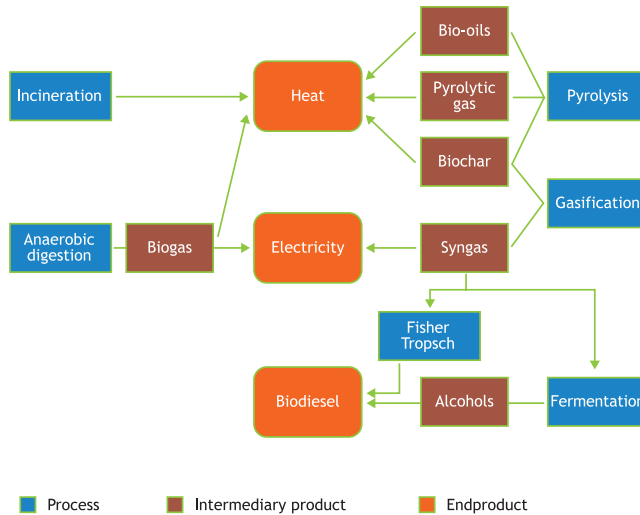 Bio-oils
Incineration
Heat
Pyrolytic
gas
Pyrolysis
Biochar
Gasification
Anaerobic
digestion
Biogas
Electricity
Syngas
Fisher
Tropsch
Biodiesel
Alcohols
Fermentation
Process
Intermediary product
Endproduct